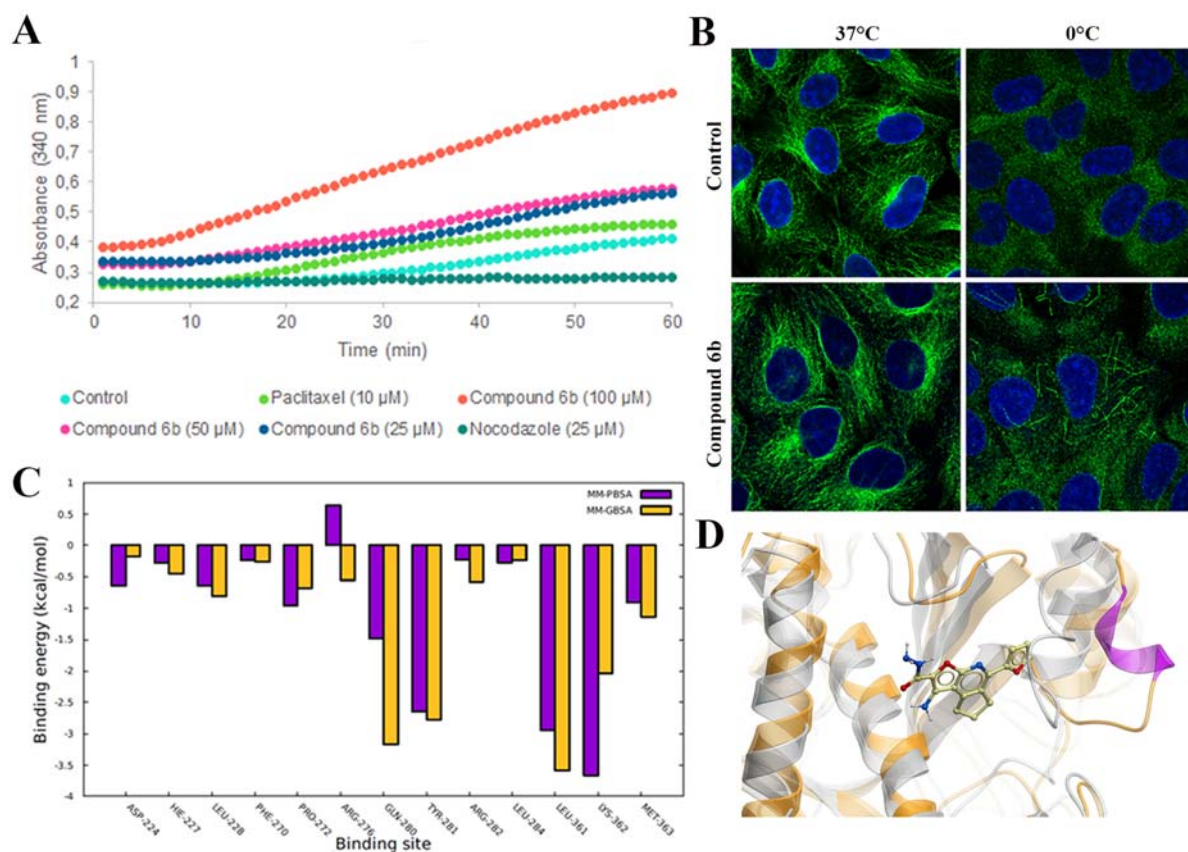 A
1
0,9
0,8
0,7
0,6
0,5
0,4
0,3
0,2
Absorbance (340 nm)
0 10 20 30 40 50 60
Time (min)
Control Paclitaxel (10 µM) Compound 6b (100 µM)
Compound 6b (50 µM) Compound 6b (25 µM) Nocodazole (25 µM)
B
37°C 0°C
Control
Compound 6b
C
1
0.5
0
-0.5
-1
-1.5
-2
-2.5
-3
-3.5
-4
Binding energy (kcal/mol)
MM-PBSA
MM-GBSA
ASP-224 HIE-227 LEU-228 PHE-270 PRO-272 ARG-276 GLN-280 TYR-281 ARG-282 LEU-284 LEU-361 LYS-362 MET-363
Binding site
D